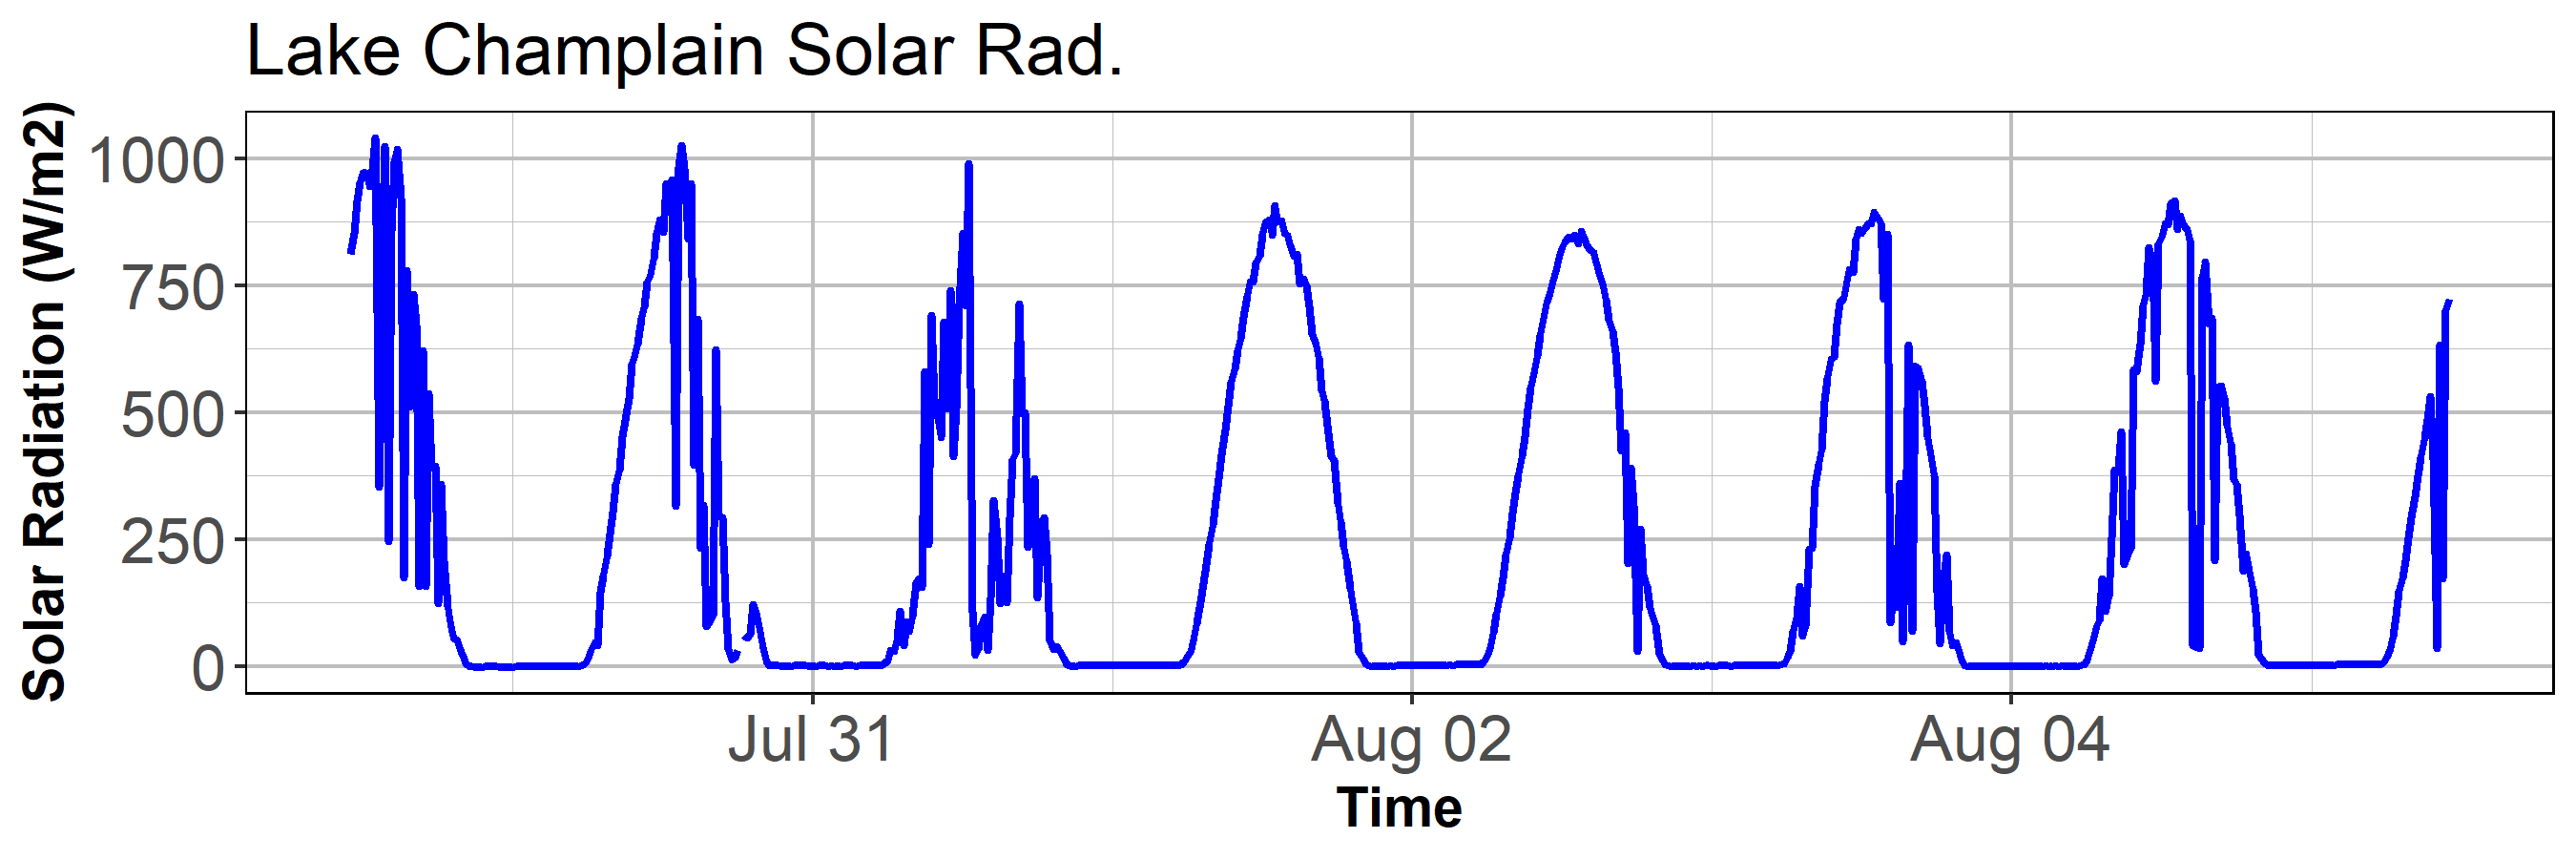 Lake Champlain Solar Rad.
Solar Radiation (W/m2)
1000
750
500
250
0
Jul 31
Aug 02
Aug 04
Time